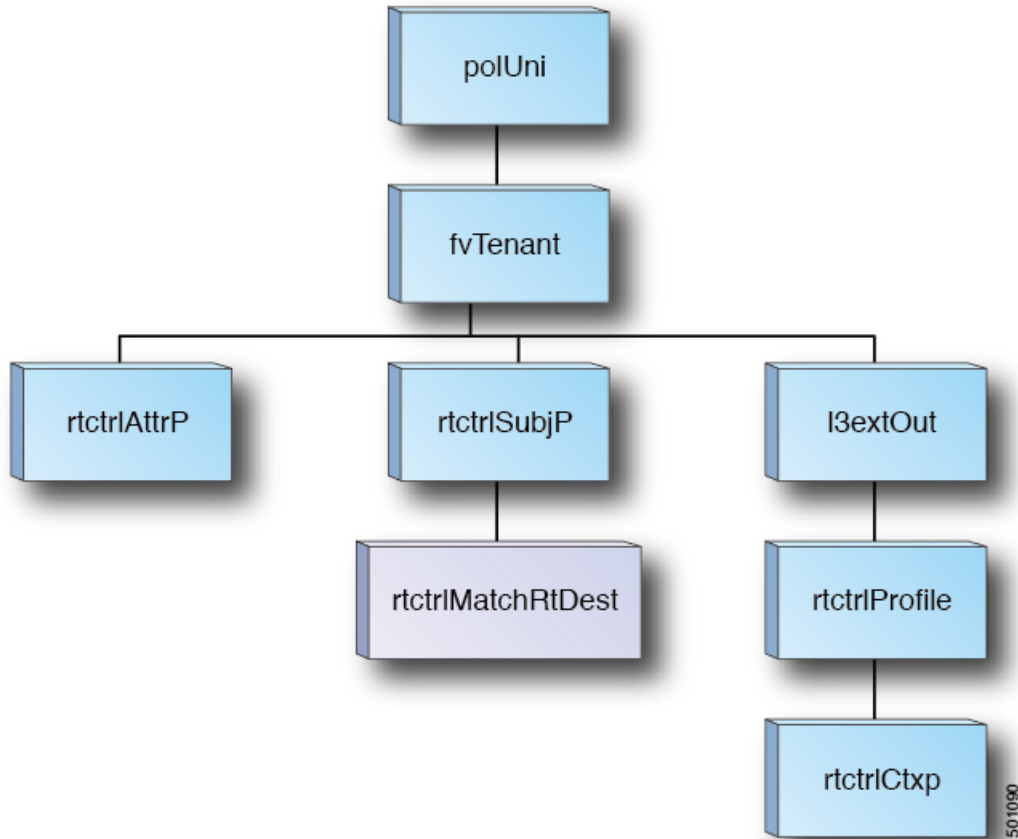 polUni
fvTenant
rtctrlAttrP
rtctrlSubjP
l3extOut
rtctrlMatchRtDest
rtctrlProfile
rtctrlCtxp
501090